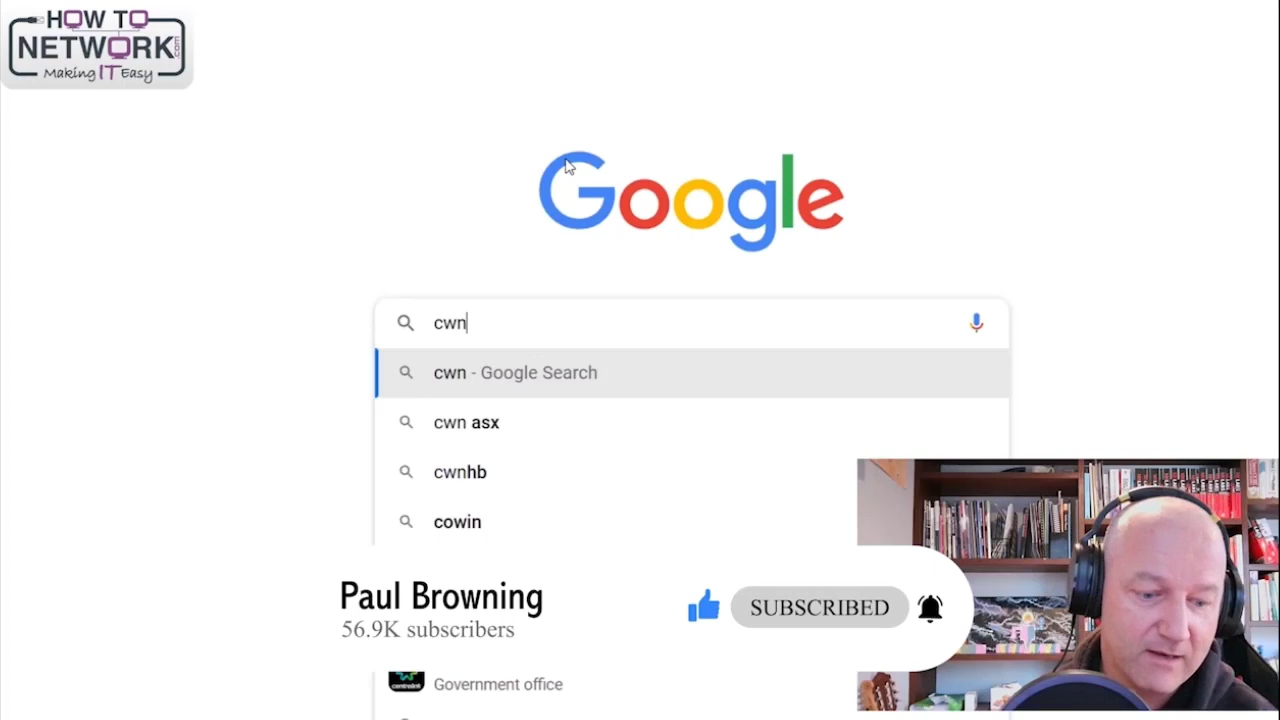 HOW TO
NETWORK.com
Making IT Easy
Google
cwn
cwn - Google Search
cwn asx
cwnhb
cowin
Paul Browning
56.9K subscribers
SUBSCRIBED
centrelink
Government office